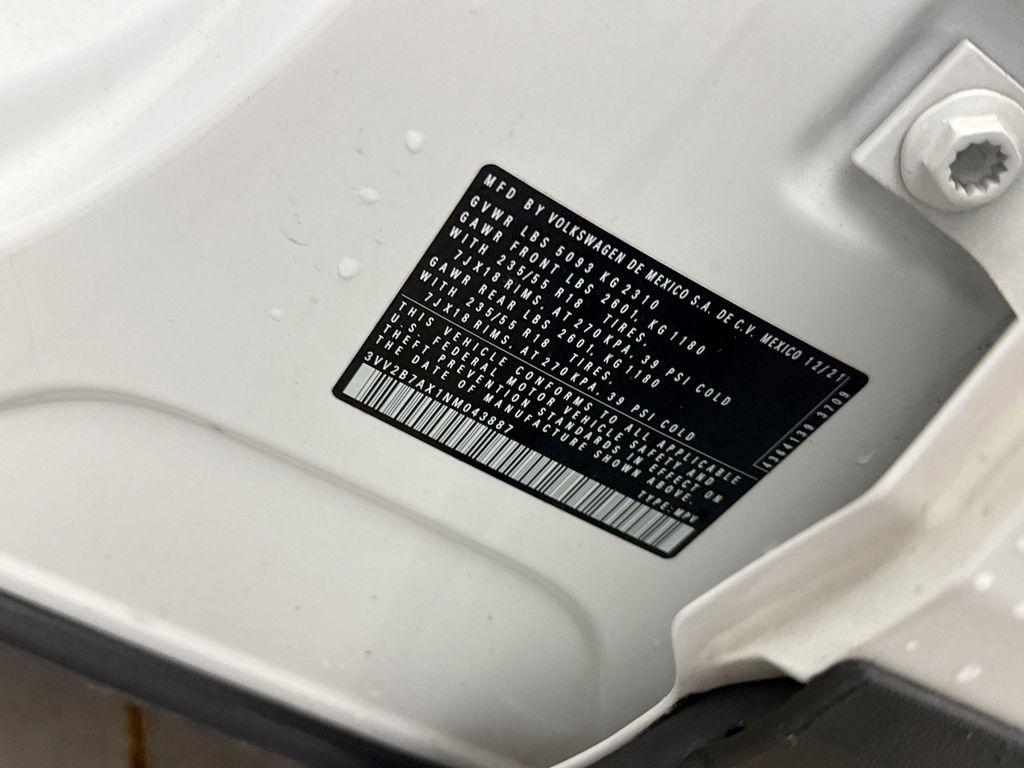 MFD BY VOLKSWAGEN DE MEXICO S.A. DE C.V. MEXICO 12/21
GVWR LBS 5093 KG 2310
GAWR FRONT LBS 2601, KG 1180
WITH 235/55 R18 TIRES,
7JX18 RIMS, AT 270 KPA, 39 PSI COLD
GAWR REAR LBS 2601, KG 1180
WITH 235/55 R18 TIRES,
7JX18 RIMS, AT 270KPA, 39 PSI COLD
THIS VEHICLE CONFORMS TO ALL APPLICABLE
U.S. FEDERAL MOTOR VEHICLE SAFETY AND
THEFT PREVENTION STANDARDS IN EFFECT ON
THE DATE OF MANUFACTURE SHOWN ABOVE.
3VV2B7AX1NM043887 TYPE:MPV